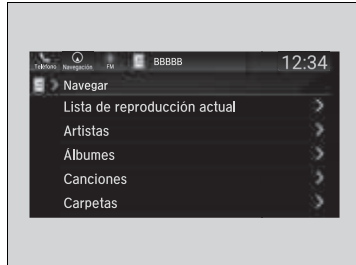 Teléfono Navegación FM BBBBB 12:34
Navegar
Lista de reproducción actual
Artistas
Álbumes
Canciones
Carpetas